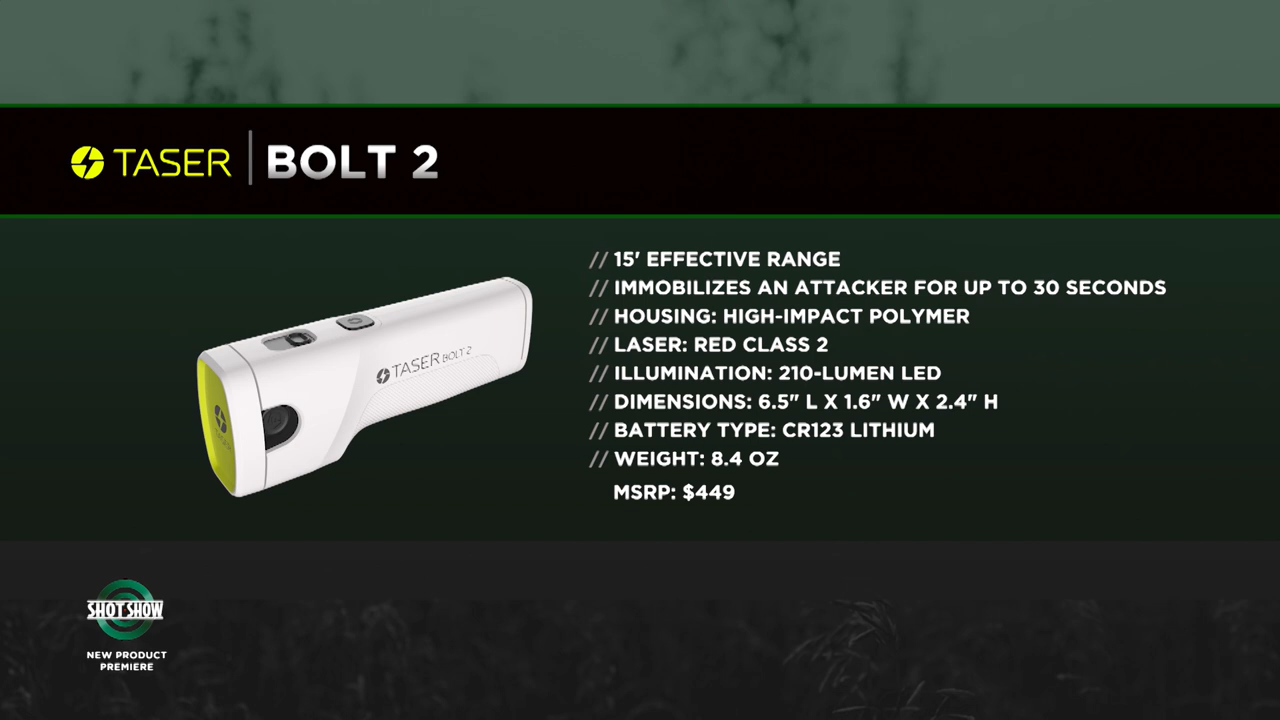 TASER | BOLT 2
// 15' EFFECTIVE RANGE
// IMMOBILIZES AN ATTACKER FOR UP TO 30 SECONDS
// HOUSING: HIGH-IMPACT POLYMER
// LASER: RED CLASS 2
// ILLUMINATION: 210-LUMEN LED
// DIMENSIONS: 6.5" L X 1.6" W X 2.4" H
// BATTERY TYPE: CR123 LITHIUM
// WEIGHT: 8.4 OZ
MSRP: $449
TASER BOLT 2
TASER
SHOT SHOW
NEW PRODUCT
PREMIERE